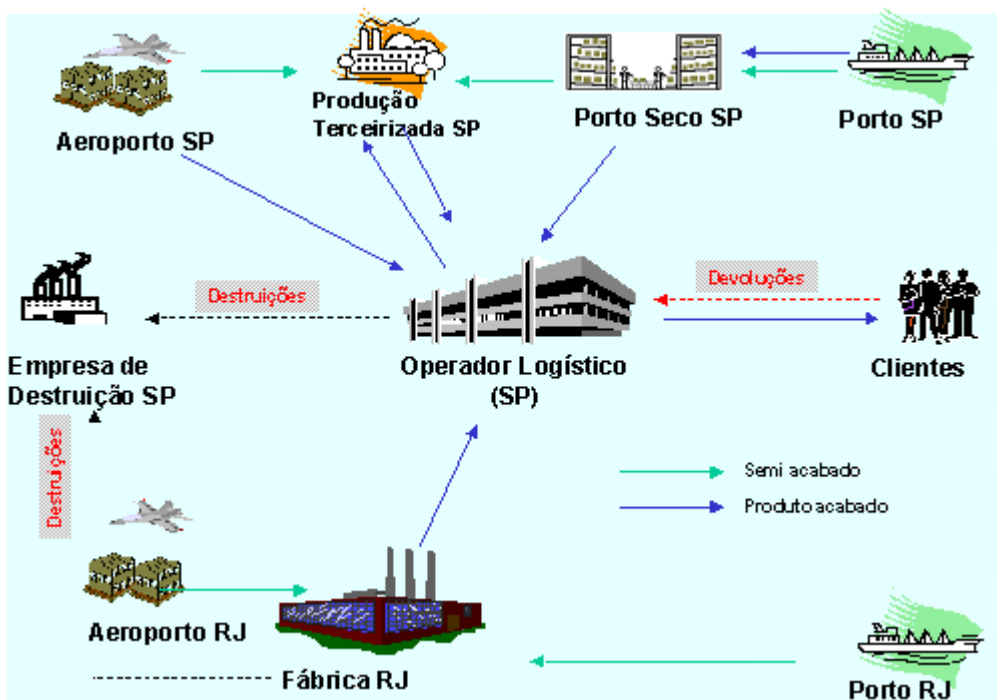 Aeroporto SP
Produção
Terceirizada SP
Porto Seco SP
Porto SP
Destruições
Devoluções
Empresa de
Destruição SP
Operador Logístico
(SP)
Clientes
Destruições
Semi acabado
Produto acabado
Aeroporto RJ
Fábrica RJ
Porto RJ